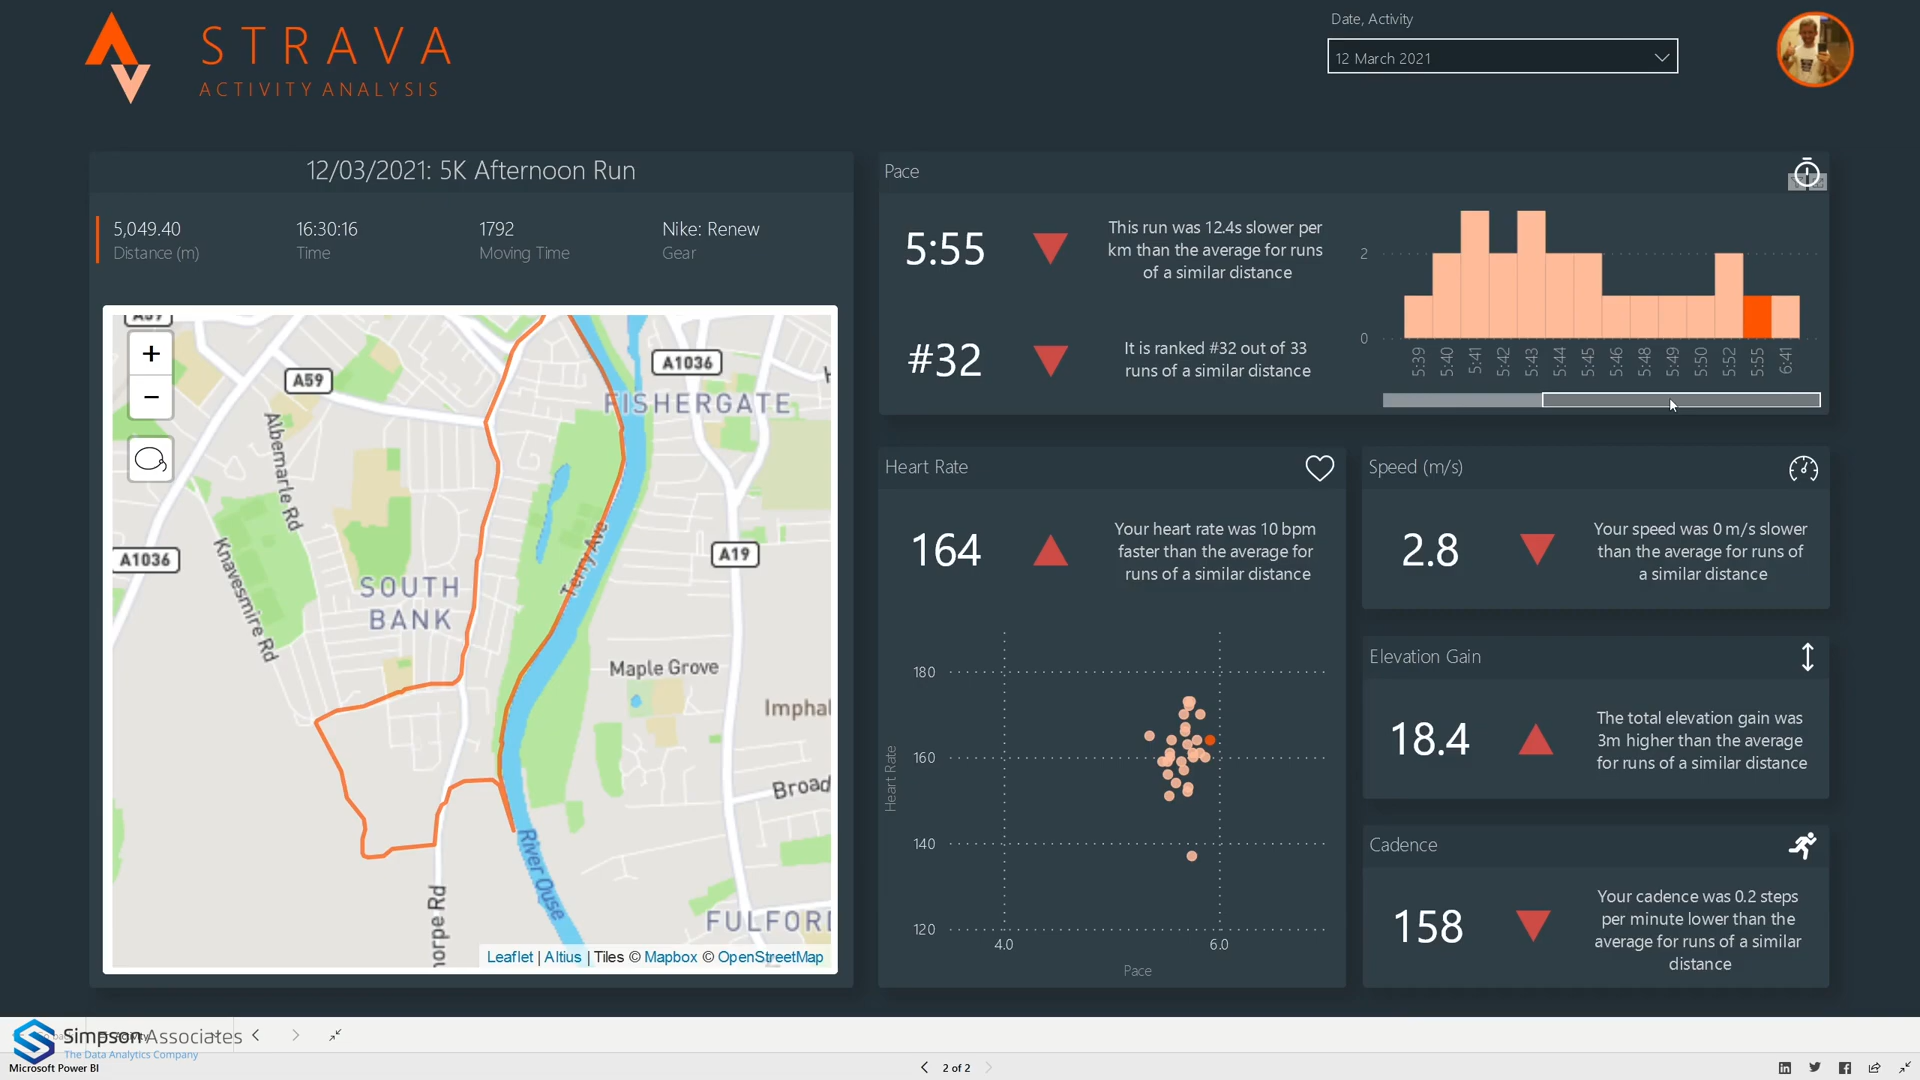 STRAVA
ACTIVITY ANALYSIS
Date, Activity
12 March 2021
12/03/2021: 5K Afternoon Run
5,049.40
Distance (m)
16:30:16
Time
1792
Moving Time
Nike: Renew
Gear
+
−
A59
A59
A1036
FISHERGATE
Albemarle Rd
A1036
Knavesmire Rd
SOUTH
BANK
Terry Ave
A19
Maple Grove
Imphal
Broad
River Ouse
horpe Rd
FULFORD
Leaflet | Altius | Tiles © Mapbox © OpenStreetMap
Pace
5:55
This run was 12.4s slower per
km than the average for runs
of a similar distance
#32
It is ranked #32 out of 33
runs of a similar distance
2
0
5:39
5:40
5:41
5:42
5:43
5:44
5:45
5:46
5:48
5:49
5:50
5:52
5:55
6:41
Heart Rate
164
Your heart rate was 10 bpm
faster than the average for
runs of a similar distance
Heart Rate
180
160
140
120
4.0
6.0
Pace
Speed (m/s)
2.8
Your speed was 0 m/s slower
than the average for runs of
a similar distance
Elevation Gain
18.4
The total elevation gain was
3m higher than the average
for runs of a similar distance
Cadence
158
Your cadence was 0.2 steps
per minute lower than the
average for runs of a similar
distance
Simpson Associates
The Data Analytics Company
Microsoft Power BI
2 of 2